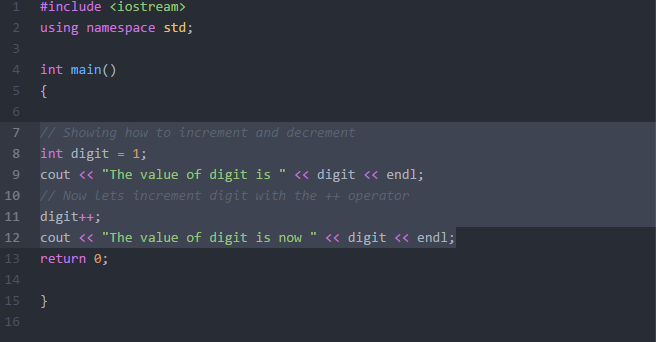 1 #include <iostream>
2 using namespace std;
3
4 int main()
5 {
6
7 // Showing how to increment and decrement
8 int digit = 1;
9 cout << "The value of digit is " << digit << endl;
10 // Now lets increment digit with the ++ operator
11 digit++;
12 cout << "The value of digit is now " << digit << endl;
13 return 0;
14
15 }
16